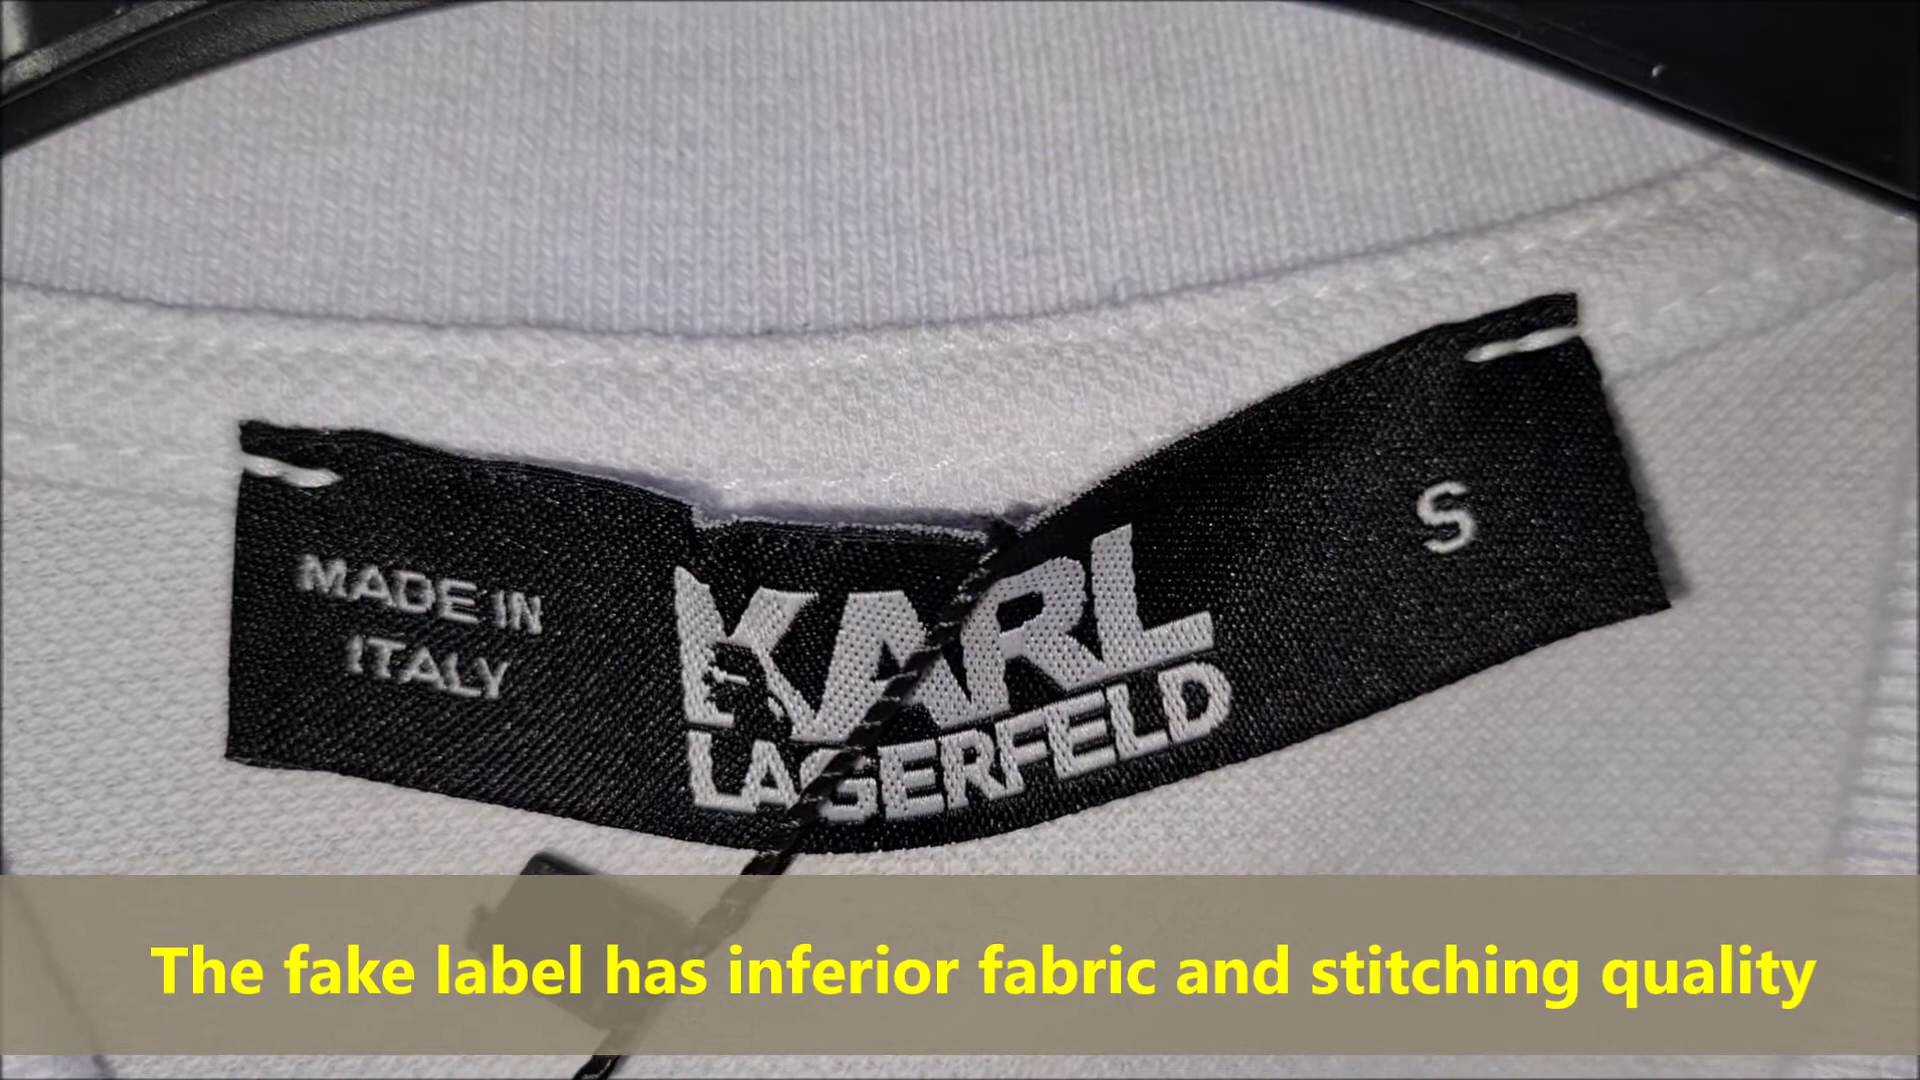 MADE IN
ITALY
KARL
LAGERFELD
S
The fake label has inferior fabric and stitching quality